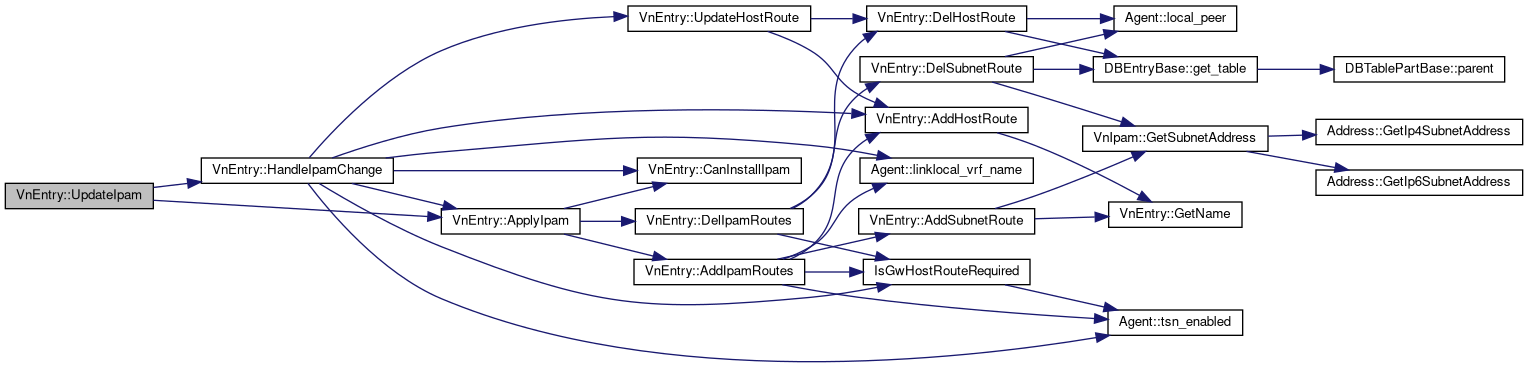 VnEntry::UpdateIpam
VnEntry::HandleIpamChange
VnEntry::ApplyIpam
VnEntry::UpdateHostRoute
VnEntry::CanInstallIpam
VnEntry::DelIpamRoutes
VnEntry::AddIpamRoutes
VnEntry::DelHostRoute
VnEntry::DelSubnetRoute
VnEntry::AddHostRoute
Agent::linklocal_vrf_name
VnEntry::AddSubnetRoute
IsGwHostRouteRequired
Agent::local_peer
DBEntryBase::get_table
VnIpam::GetSubnetAddress
VnEntry::GetName
Agent::tsn_enabled
DBTablePartBase::parent
Address::GetIp4SubnetAddress
Address::GetIp6SubnetAddress